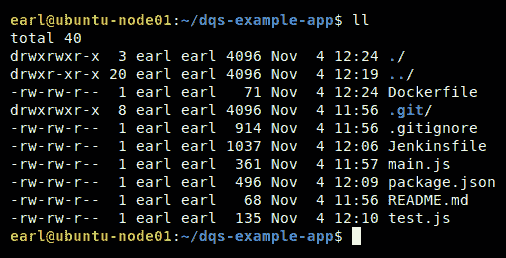 earl@ubuntu-node01:~/dqs-example-app$ ll
total 40
drwxrwxr-x  3 earl earl 4096 Nov  4 12:24 ./
drwxr-xr-x 20 earl earl 4096 Nov  4 12:19 ../
-rw-rw-r--  1 earl earl   71 Nov  4 12:24 Dockerfile
drwxrwxr-x  8 earl earl 4096 Nov  4 11:56 .git/
-rw-rw-r--  1 earl earl  914 Nov  4 11:56 .gitignore
-rw-rw-r--  1 earl earl 1037 Nov  4 12:06 Jenkinsfile
-rw-rw-r--  1 earl earl  361 Nov  4 11:57 main.js
-rw-rw-r--  1 earl earl  496 Nov  4 12:09 package.json
-rw-rw-r--  1 earl earl   68 Nov  4 11:56 README.md
-rw-rw-r--  1 earl earl  135 Nov  4 12:10 test.js
earl@ubuntu-node01:~/dqs-example-app$